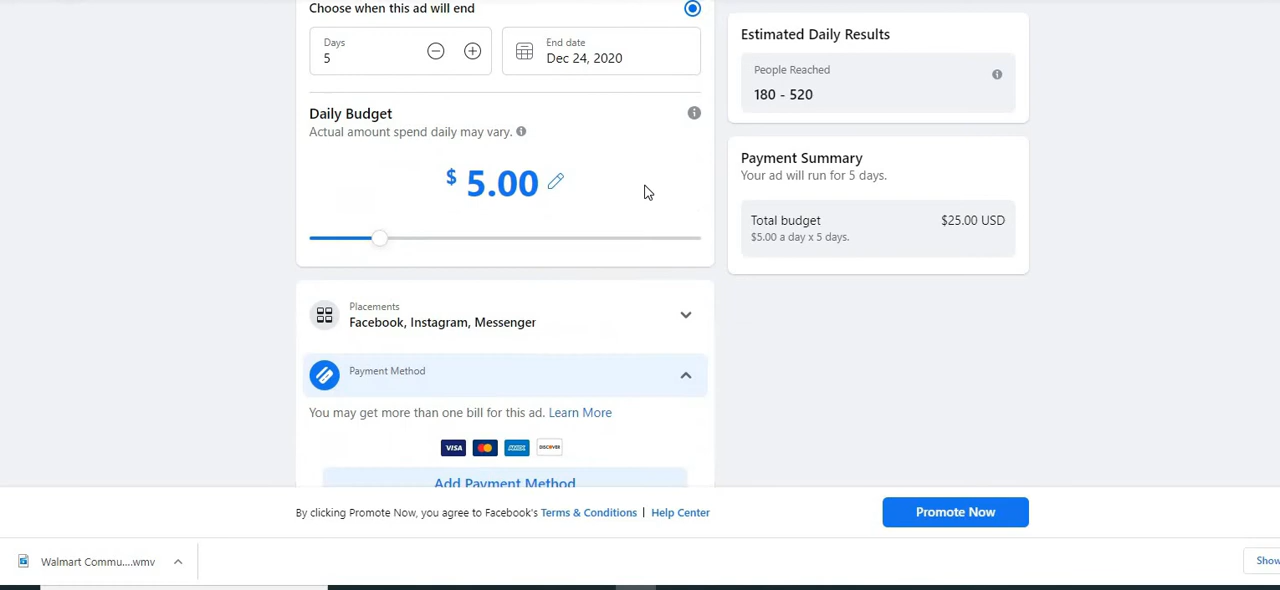 Choose when this ad will end
Days
5
End date
Dec 24, 2020
Daily Budget
Actual amount spend daily may vary.
$ 5.00
Placements
Facebook, Instagram, Messenger
Payment Method
You may get more than one bill for this ad. Learn More
VISA
DISCOVER
Add Payment Method
Estimated Daily Results
People Reached
180 - 520
Payment Summary
Your ad will run for 5 days.
Total budget $25.00 USD
$5.00 a day x 5 days.
By clicking Promote Now, you agree to Facebook's Terms & Conditions | Help Center
Promote Now
Walmart Commu....wmv
Show